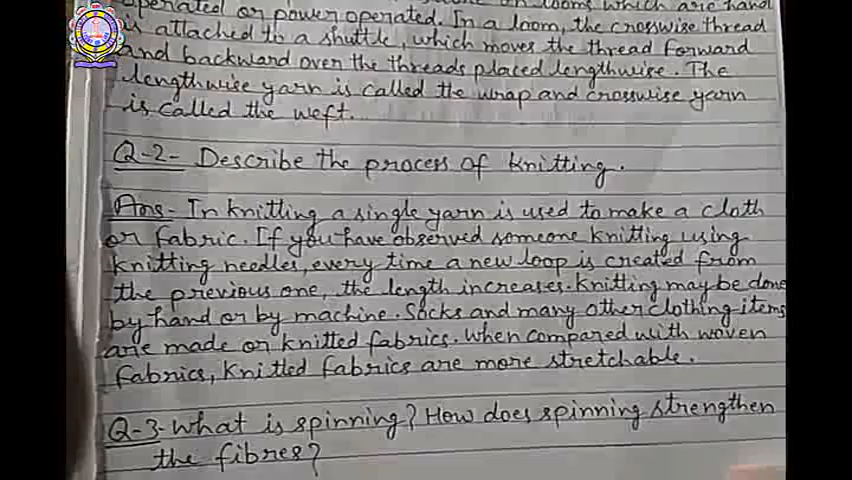 operated or power operated. In a loom, the crosswise thread
is attached to a shuttle, which moves the thread forward
and backward over the threads placed lengthwise. The
lengthwise yarn is called the wrap and crosswise yarn
is called the weft.
Q-2- Describe the process of knitting.
Ans- In knitting a single yarn is used to make a cloth
or fabric. If you have observed someone knitting using
knitting needles, every time a new loop is created from
the previous one, the length increases. Knitting may be done
by hand or by machine. Socks and many other clothing items
are made or knitted fabrics. When compared with woven
fabrics, knitted fabrics are more stretchable.
Q-3- What is spinning? How does spinning strengthen
the fibres?